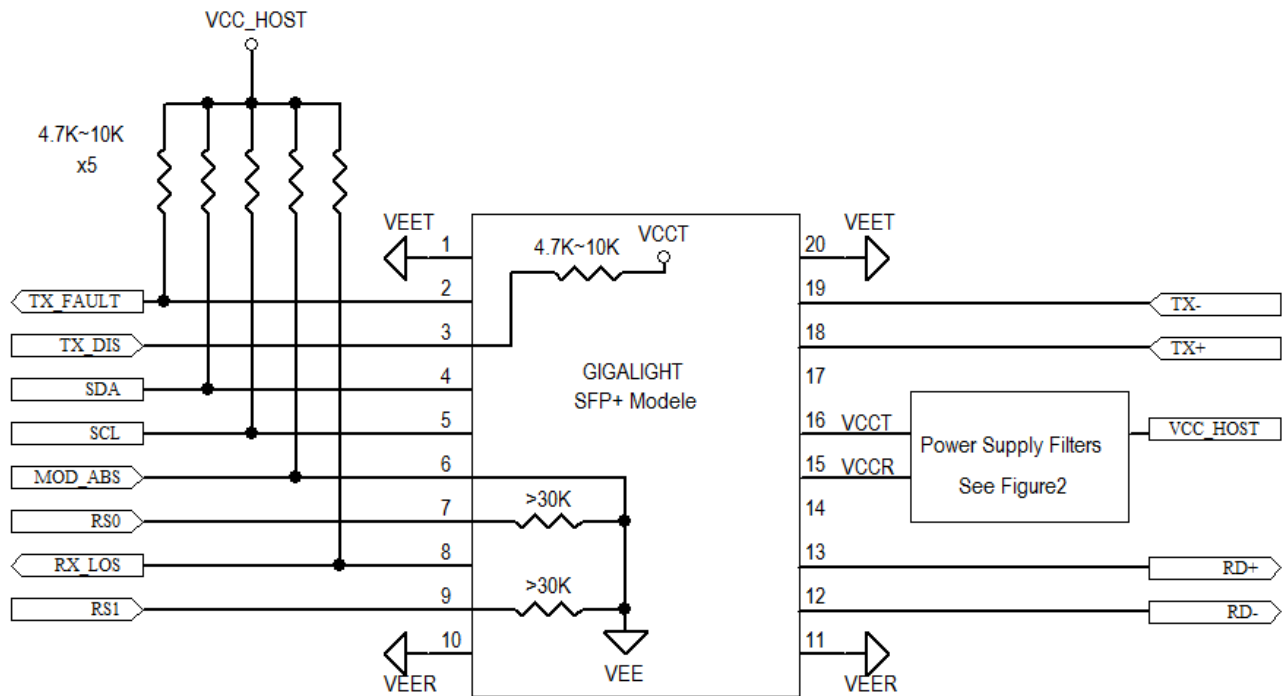 VCC_HOST
4.7K~10K
x5
VEET
1
TX_FAULT
2
TX_DIS
3
SDA
4
SCL
5
MOD_ABS
6
RS0
7
RX_LOS
8
RS1
9
10
VEER
4.7K~10K
VCCT
GIGALIGHT
SFP+ Modele
>30K
>30K
VEE
20
VEET
19
TX-
18
TX+
17
16
VCCT
15
VCCR
Power Supply Filters
See Figure2
VCC_HOST
14
13
RD+
12
RD-
11
VEER